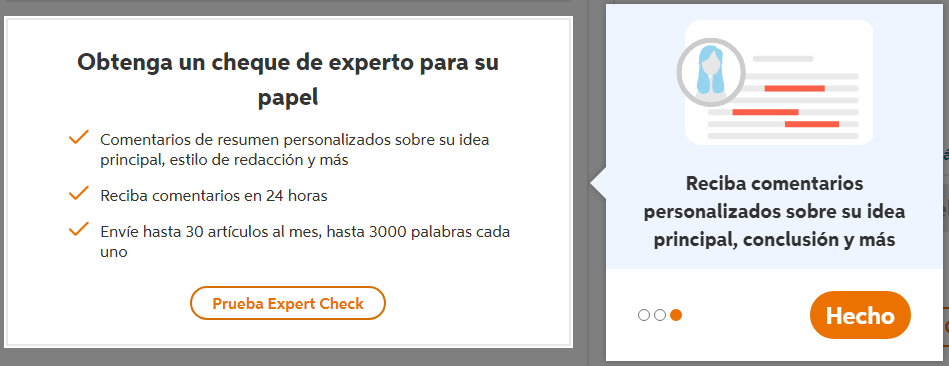 Obtenga un cheque de experto para su
papel
Comentarios de resumen personalizados sobre su idea
principal, estilo de redacción y más
Reciba comentarios en 24 horas
Envíe hasta 30 artículos al mes, hasta 3000 palabras cada
uno
Prueba Expert Check
Reciba comentarios
personalizados sobre su idea
principal, conclusión y más
Hecho